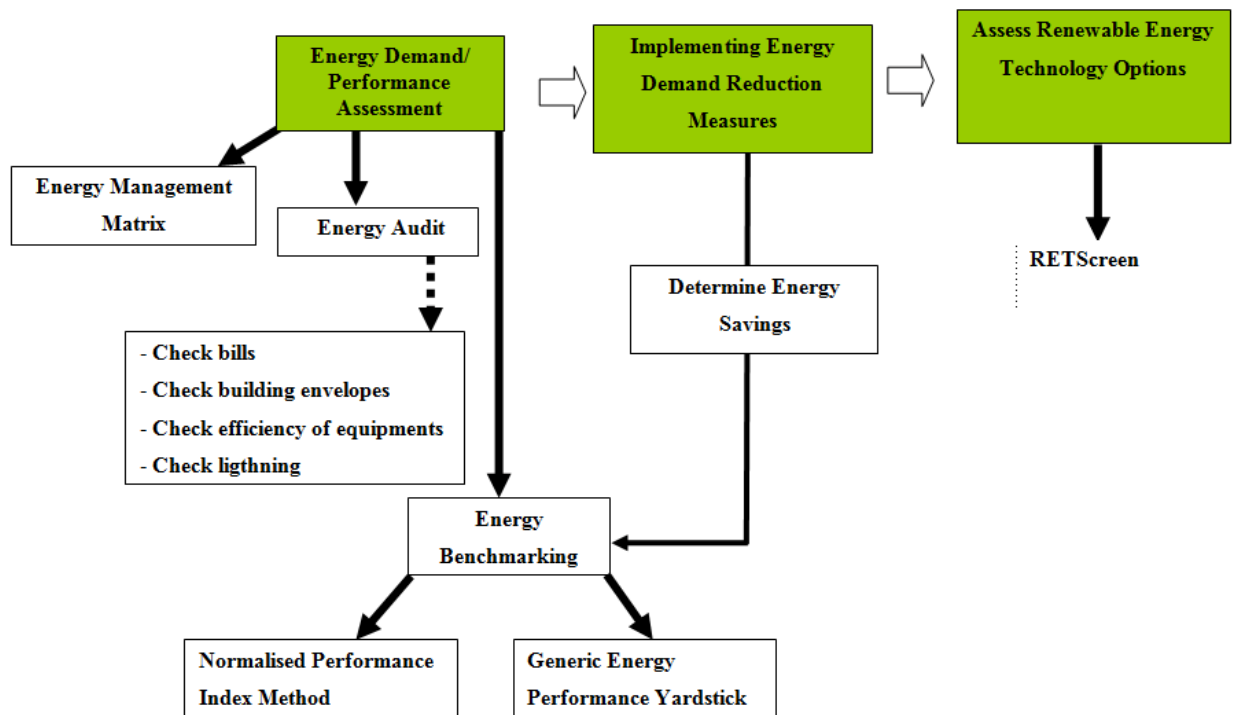 Energy Demand/
Performance
Assessment
Implementing Energy
Demand Reduction
Measures
Assess Renewable Energy
Technology Options
Energy Management
Matrix
Energy Audit
RETScreen
Determine Energy
Savings
- Check bills
- Check building envelopes
- Check efficiency of equipments
- Check ligthning
Energy
Benchmarking
Normalised Performance
Index Method
Generic Energy
Performance Yardstick